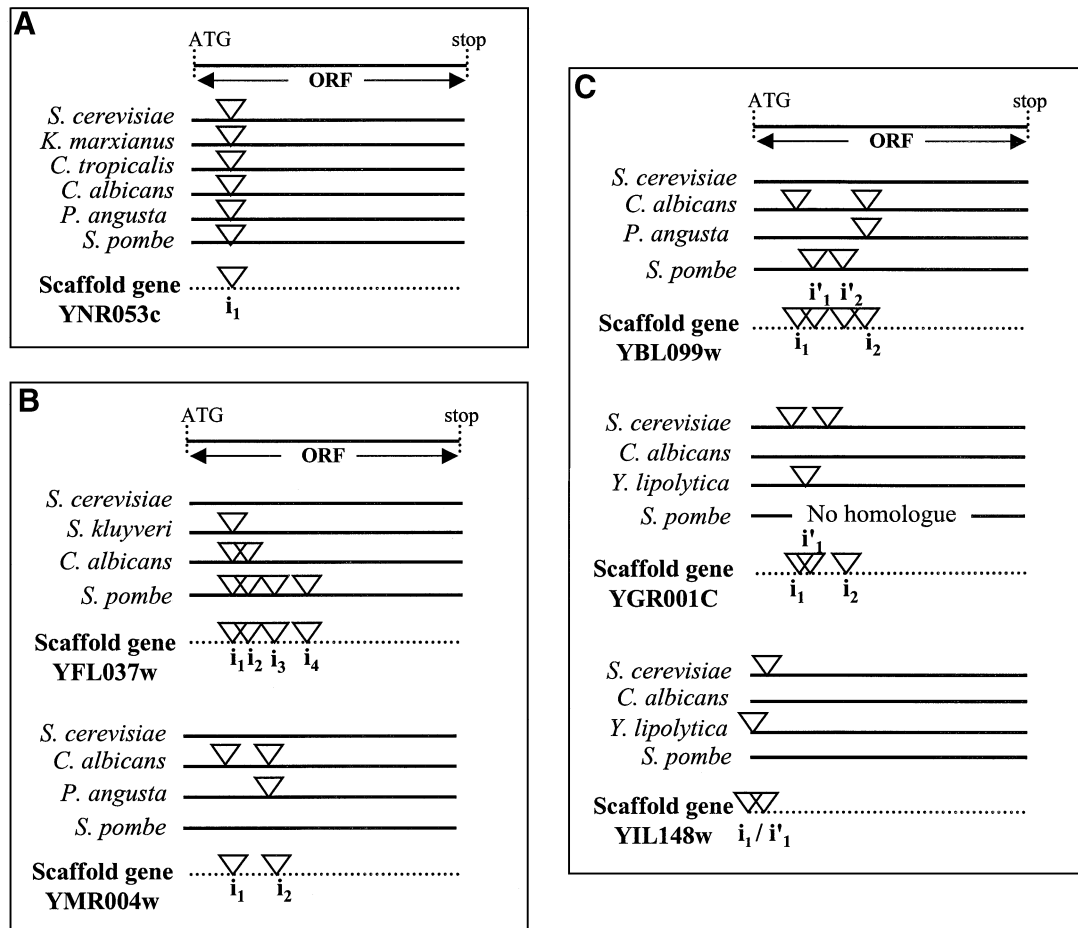 A
ATG stop
ORF
S. cerevisiae
K. marxianus
C. tropicalis
C. albicans
P. angusta
S. pombe
Scaffold gene
YNR053c
i1
B
ATG stop
ORF
S. cerevisiae
S. kluyveri
C. albicans
S. pombe
Scaffold gene
YFL037w
i1 i2 i3 i4
S. cerevisiae
C. albicans
P. angusta
S. pombe
Scaffold gene
YMR004w
i1 i2
C
ATG stop
ORF
S. cerevisiae
C. albicans
P. angusta
S. pombe
i'1 i'2
Scaffold gene
YBL099w
i1 i2
S. cerevisiae
C. albicans
Y. lipolytica
S. pombe No homologue
i'1
Scaffold gene
YGR001C
i1 i2
S. cerevisiae
C. albicans
Y. lipolytica
S. pombe
Scaffold gene
YIL148w
i1 / i'1